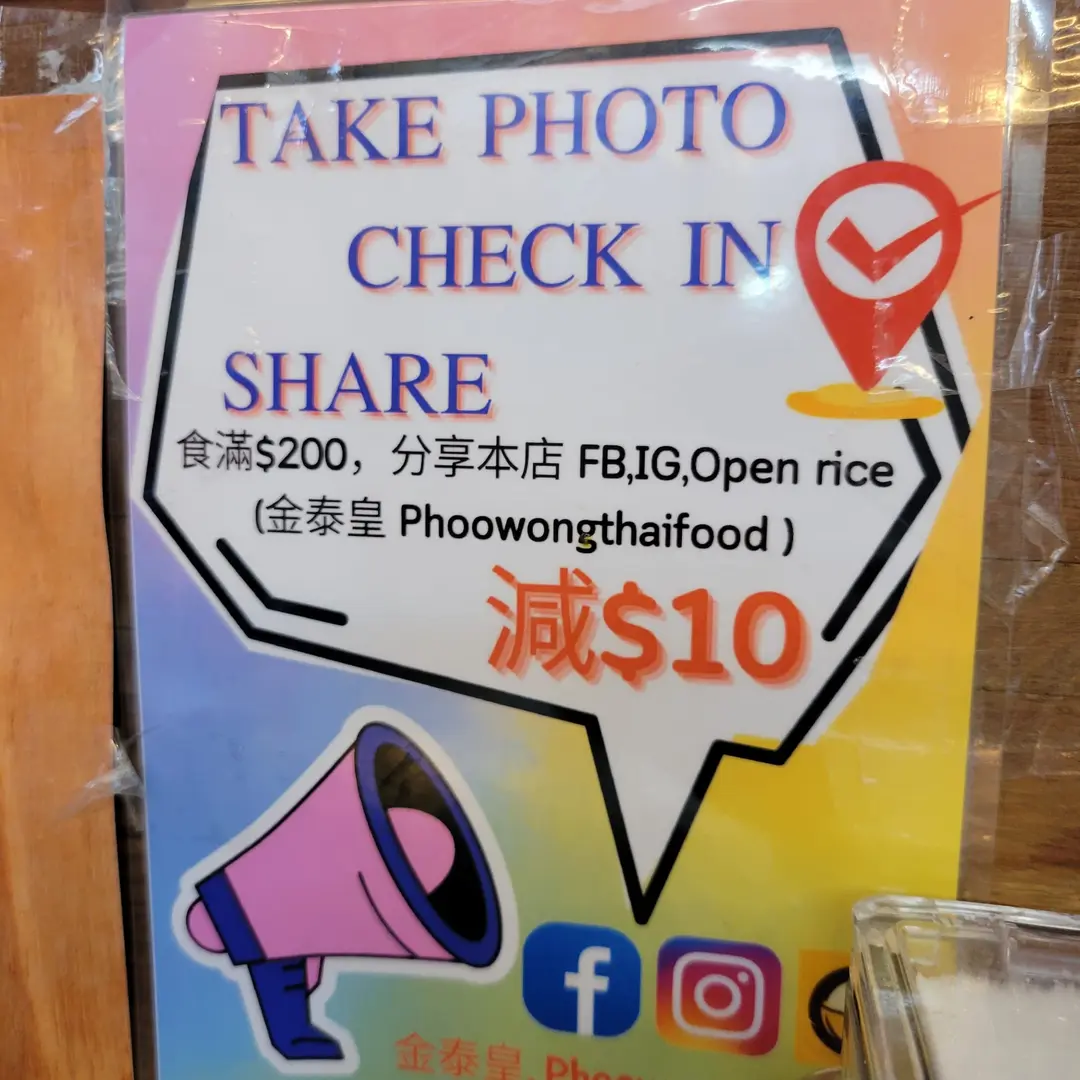 TAKE PHOTO
CHECK IN
SHARE
食滿$200，分享本店 FB,IG,Open rice
(金泰皇 Phoowongthaifood )
減$10
金泰皇